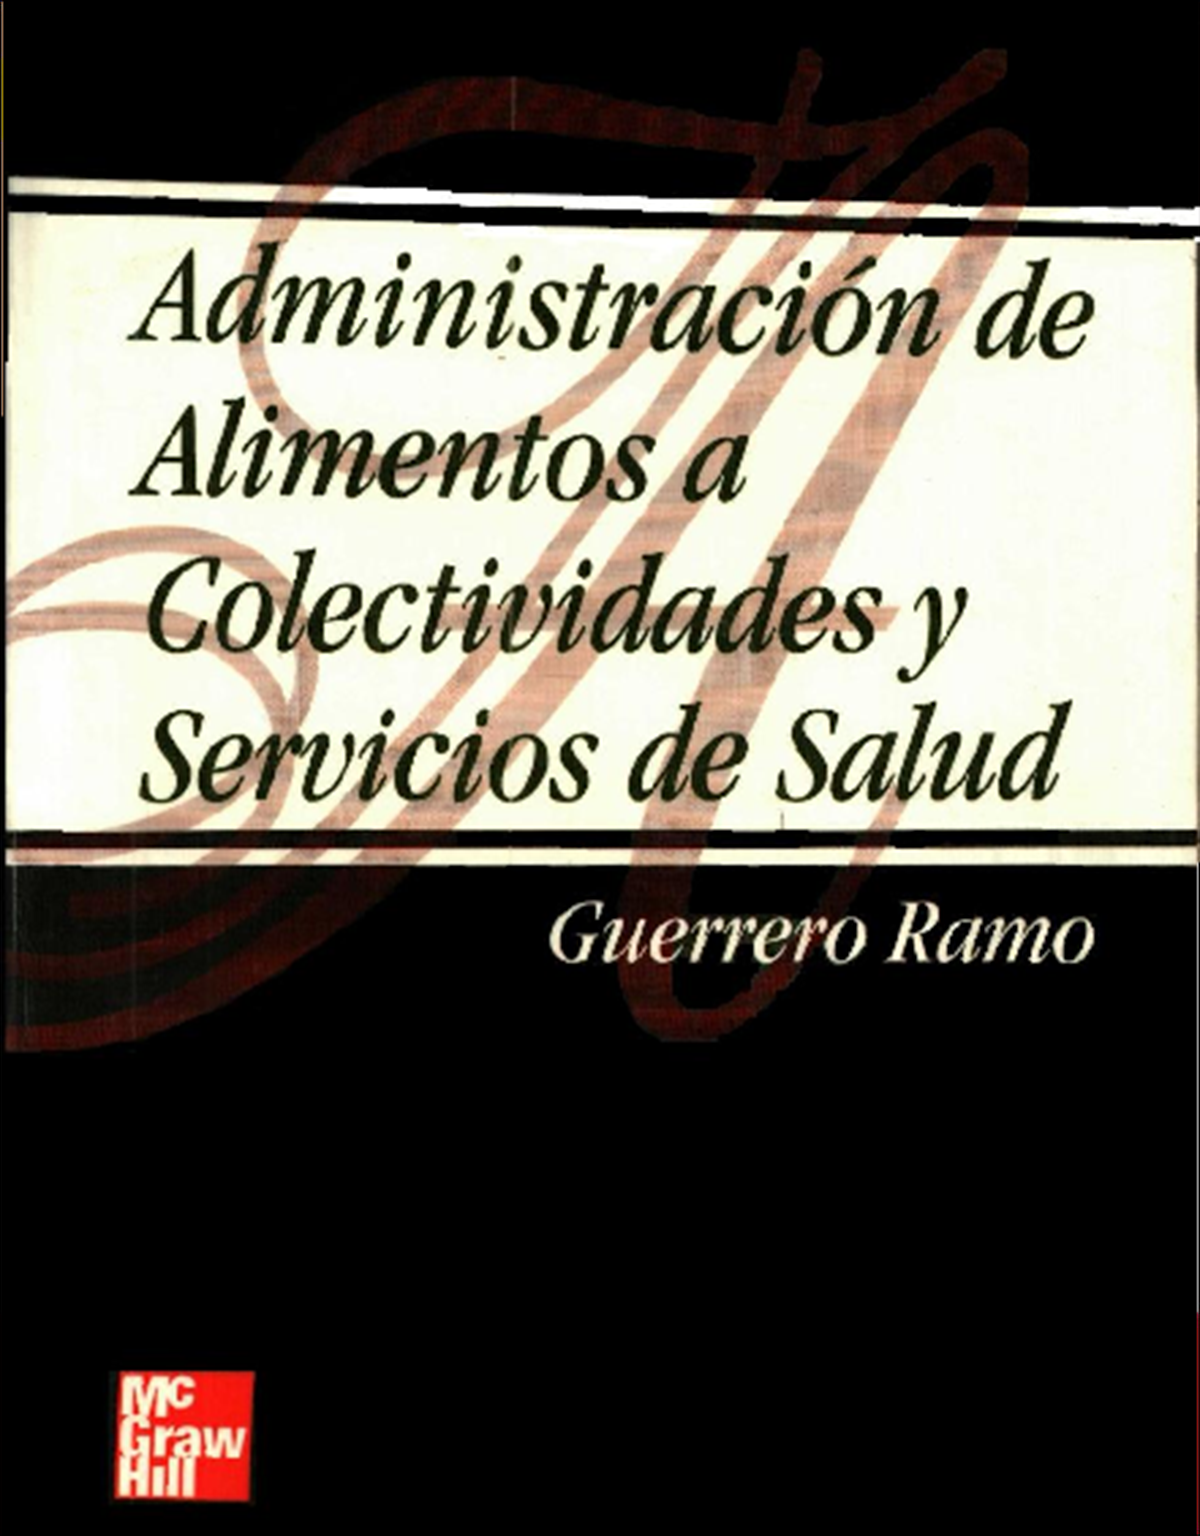 Administración de
Alimentos a
Colectividades y
Servicios de Salud
Guerrero Ramo
Mc
Graw
Hill